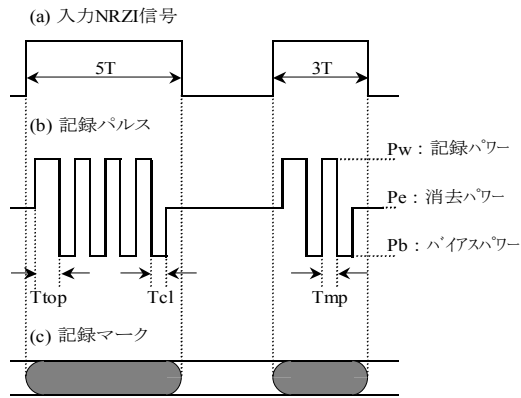 (a) 入力NRZI信号
5T
3T
(b) 記録パルス
Pw : 記録パワー
Pe : 消去パワー
Pb : バイアスパワー
Ttop
Tcl
Tmp
(c) 記録マーク